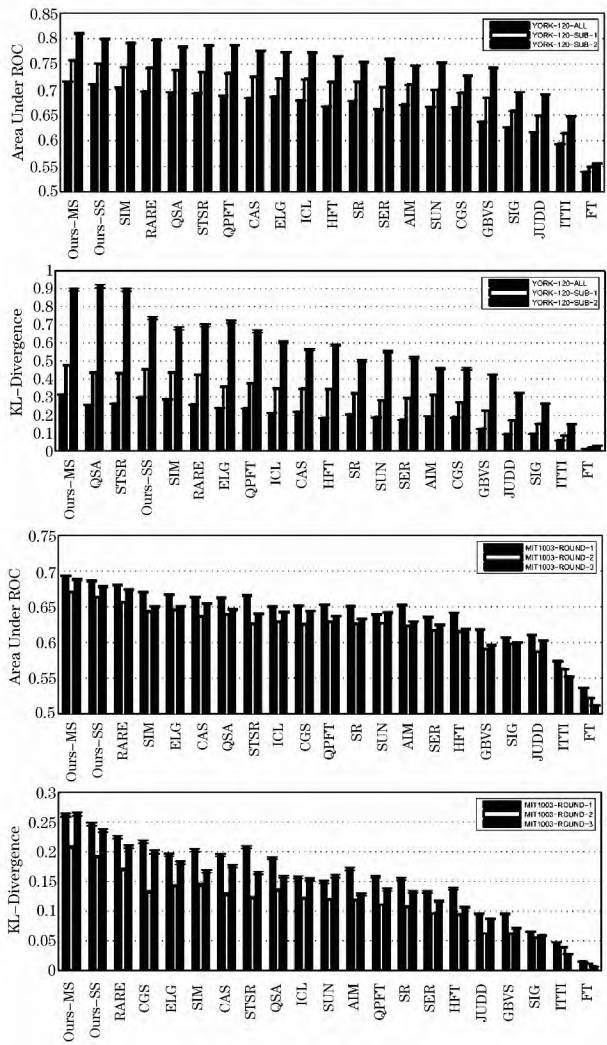 Area Under ROC
0.85
0.8
0.75
0.7
0.65
0.6
0.55
0.5
YORK-120-ALL
YORK-120-SUB-1
YORK-120-SUB-2
Ours-MS
Ours-SS
SIM
RARE
QSA
STSR
QPFT
CAS
ELG
ICL
HFT
SR
SER
AIM
SUN
CGS
GBVS
SIG
JUDD
ITTI
FT
KL-Divergence
1
0.9
0.8
0.7
0.6
0.5
0.4
0.3
0.2
0.1
0
YORK-120-ALL
YORK-120-SUB-1
YORK-120-SUB-2
Ours-MS
QSA
STSR
Ours-SS
SIM
RARE
ELG
QPFT
ICL
CAS
HFT
SR
SUN
SER
AIM
CGS
GBVS
JUDD
SIG
ITTI
FT
Area Under ROC
0.75
0.7
0.65
0.6
0.55
0.5
MIT1003-ROUND-1
MIT1003-ROUND-2
MIT1003-ROUND-3
Ours-MS
Ours-SS
RARE
SIM
ELG
CAS
QSA
STSR
ICL
CGS
QPFT
SR
SUN
AIM
SER
HFT
GBVS
SIG
JUDD
ITTI
FT
KL-Divergence
0.3
0.25
0.2
0.15
0.1
0.05
0
MIT1003-ROUND-1
MIT1003-ROUND-2
MIT1003-ROUND-3
Ours-MS
Ours-SS
RARE
CGS
ELG
SIM
CAS
STSR
QSA
ICL
SUN
AIM
QPFT
SR
SER
HFT
JUDD
GBVS
SIG
ITTI
FT